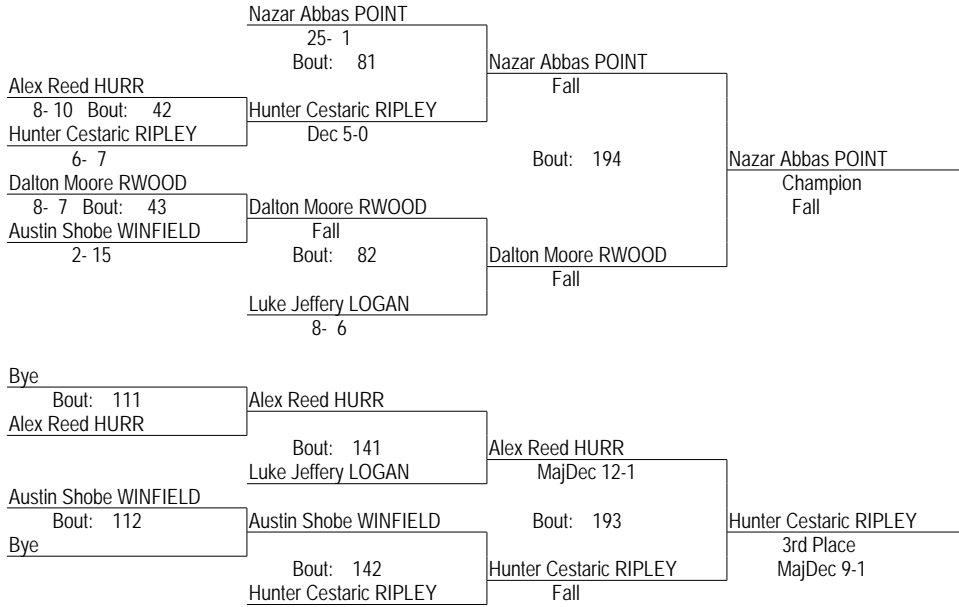 Nazar Abbas POINT
25- 1
Bout: 81
Nazar Abbas POINT
Fall
Alex Reed HURR
8- 10 Bout: 42
Hunter Cestaric RIPLEY
Dec 5-0
Hunter Cestaric RIPLEY
6- 7
Bout: 194
Nazar Abbas POINT
Champion
Fall
Dalton Moore RWOOD
8- 7 Bout: 43
Dalton Moore RWOOD
Fall
Austin Shobe WINFIELD
2- 15
Bout: 82
Dalton Moore RWOOD
Fall
Luke Jeffery LOGAN
8- 6
Bye
Bout: 111
Alex Reed HURR
Alex Reed HURR
Bout: 141
Alex Reed HURR
MajDec 12-1
Luke Jeffery LOGAN
Austin Shobe WINFIELD
Bout: 112
Austin Shobe WINFIELD
Bye
Bout: 193
Hunter Cestaric RIPLEY
3rd Place
MajDec 9-1
Bout: 142
Hunter Cestaric RIPLEY
Fall
Hunter Cestaric RIPLEY